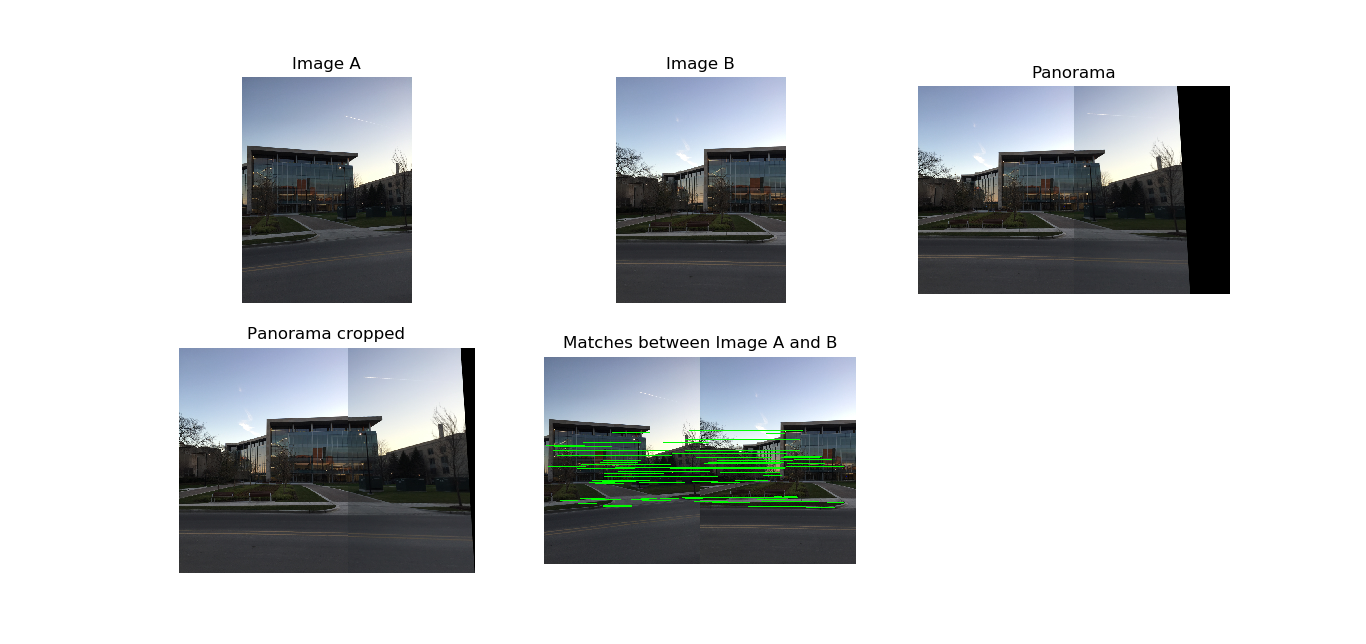 Image A
Image B
Panorama
Panorama cropped
Matches between Image A and B